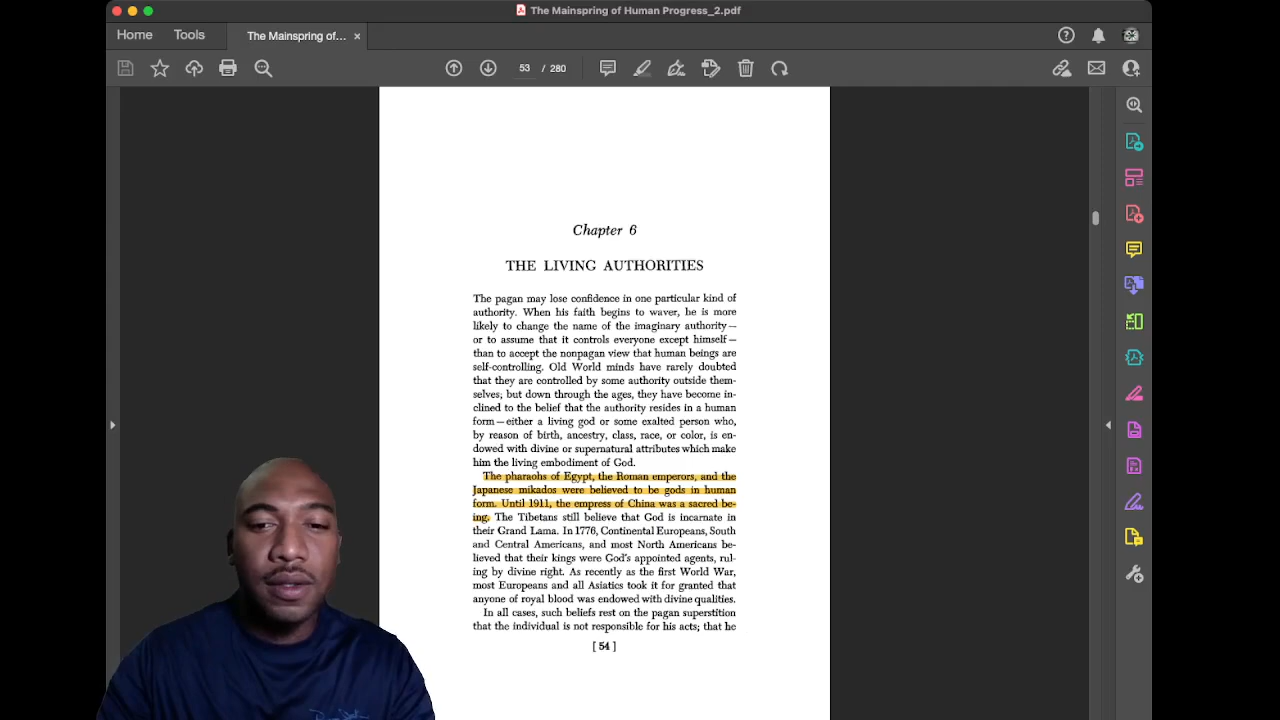 The Mainspring of Human Progress_2.pdf
Home
Tools
The Mainspring of...
53 / 280
Chapter 6
THE LIVING AUTHORITIES
The pagan may lose confidence in one particular kind of
authority. When his faith begins to waver, he is more
likely to change the name of the imaginary authority—
or to assume that it controls everyone except himself—
than to accept the nonpagan view that human beings are
self-controlling. Old World minds have rarely doubted
that they are controlled by some authority outside them-
selves; but down through the ages, they have become in-
clined to the belief that the authority resides in a human
form—either a living god or some exalted person who,
by reason of birth, ancestry, class, race, or color, is en-
dowed with divine or supernatural attributes which make
him the living embodiment of God.
The pharaohs of Egypt, the Roman emperors, and the
Japanese mikados were believed to be gods in human
form. Until 1911, the empress of China was a sacred be-
ing. The Tibetans still believe that God is incarnate in
their Grand Lama. In 1776, Continental Europeans, South
and Central Americans, and most North Americans be-
lieved that their kings were God's appointed agents, rul-
ing by divine right. As recently as the first World War,
most Europeans and all Asiatics took it for granted that
anyone of royal blood was endowed with divine qualities.
In all cases, such beliefs rest on the pagan superstition
that the individual is not responsible for his acts; that he
[ 54 ]